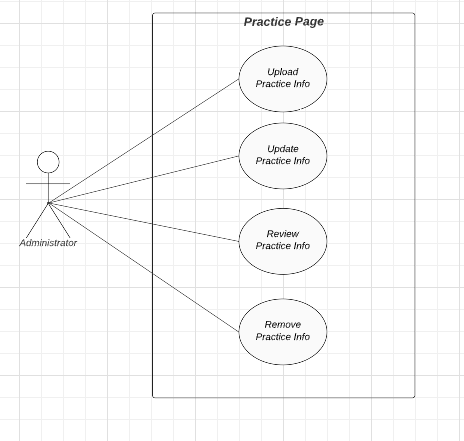 Practice Page
Upload
Practice Info
Update
Practice Info
Review
Practice Info
Administrator
Remove
Practice Info